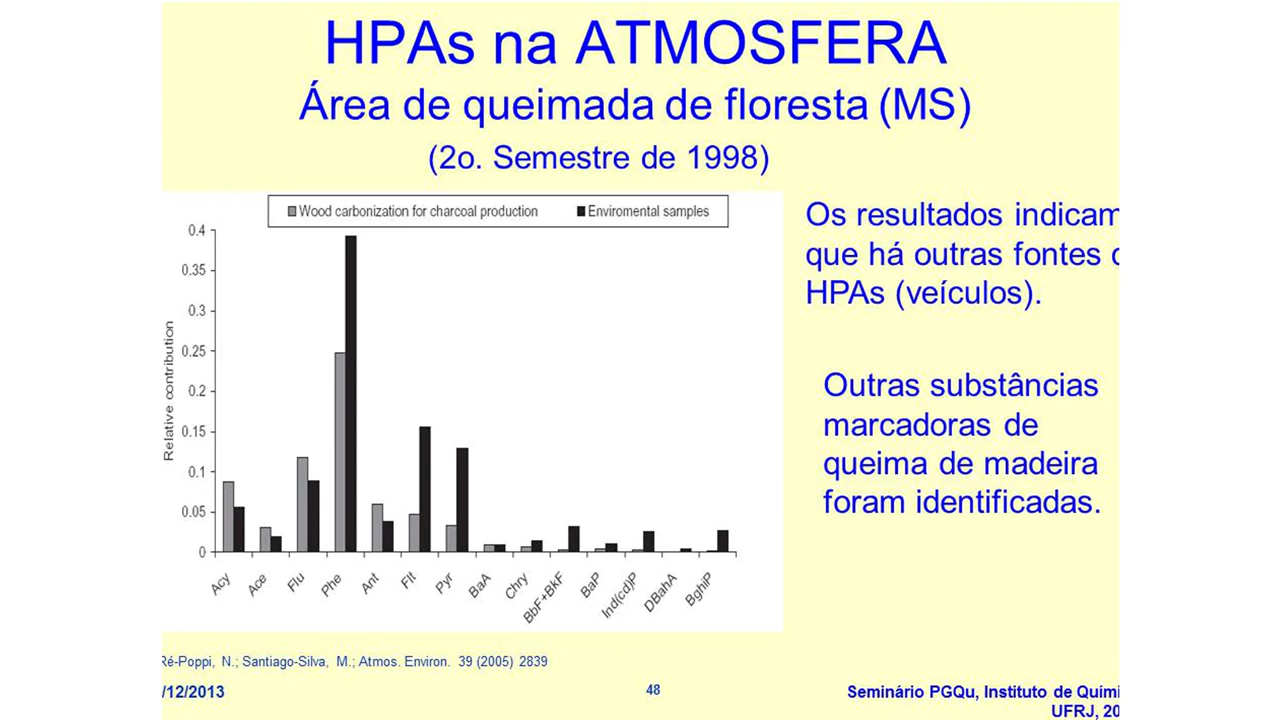 HPAs na ATMOSFERA
Área de queimada de floresta (MS)
(2o. Semestre de 1998)
Wood carbonization for charcoal production
Enviromental samples
Relative contribution
0.4
0.35
0.3
0.25
0.2
0.15
0.1
0.05
0
Acy
Ace
Flu
Phe
Ant
Flt
Pyr
BaA
Chry
BbF+BkF
BaP
Ind(cd)P
DBahA
BghiP
Os resultados indicam
que há outras fontes
HPAs (veículos).
Outras substâncias
marcadoras de
queima de madeira
foram identificadas.
Ré-Poppi, N.; Santiago-Silva, M.; Atmos. Environ. 39 (2005) 2839
/12/2013
48
Seminário PGQu, Instituto de Quími
UFRJ, 20